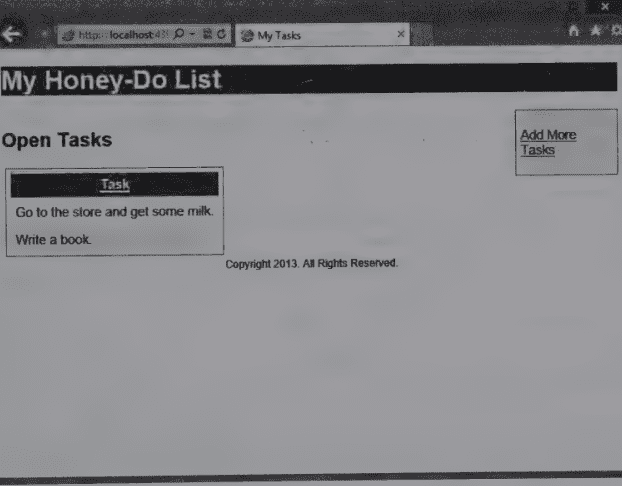 http://localhost:43
My Tasks
My Honey-Do List
Open Tasks
Add More
Tasks
Task
Go to the store and get some milk.
Write a book.
Copyright 2013. All Rights Reserved.